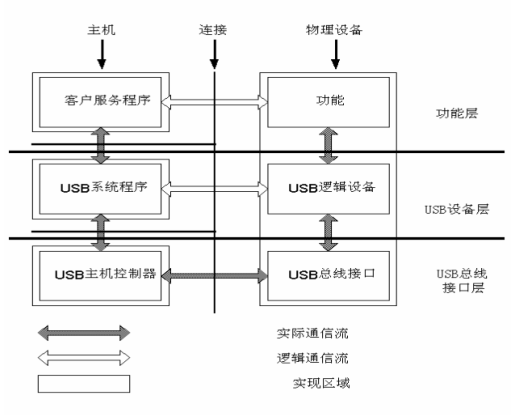 主机 连接 物理设备
客户服务程序 功能 功能层
USB系统程序 USB逻辑设备
USB设备层
USB主机控制器 USB总线接口 USB总线
接口层
实际通信流
逻辑通信流
实现区域